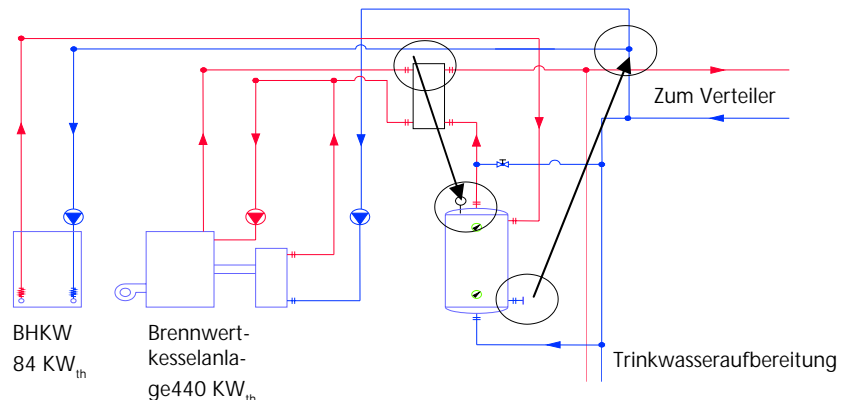 Zum Verteiler
BHKW
84 KWth
Brennwert-
kesselanla-
ge440 KWth
Trinkwasseraufbereitung